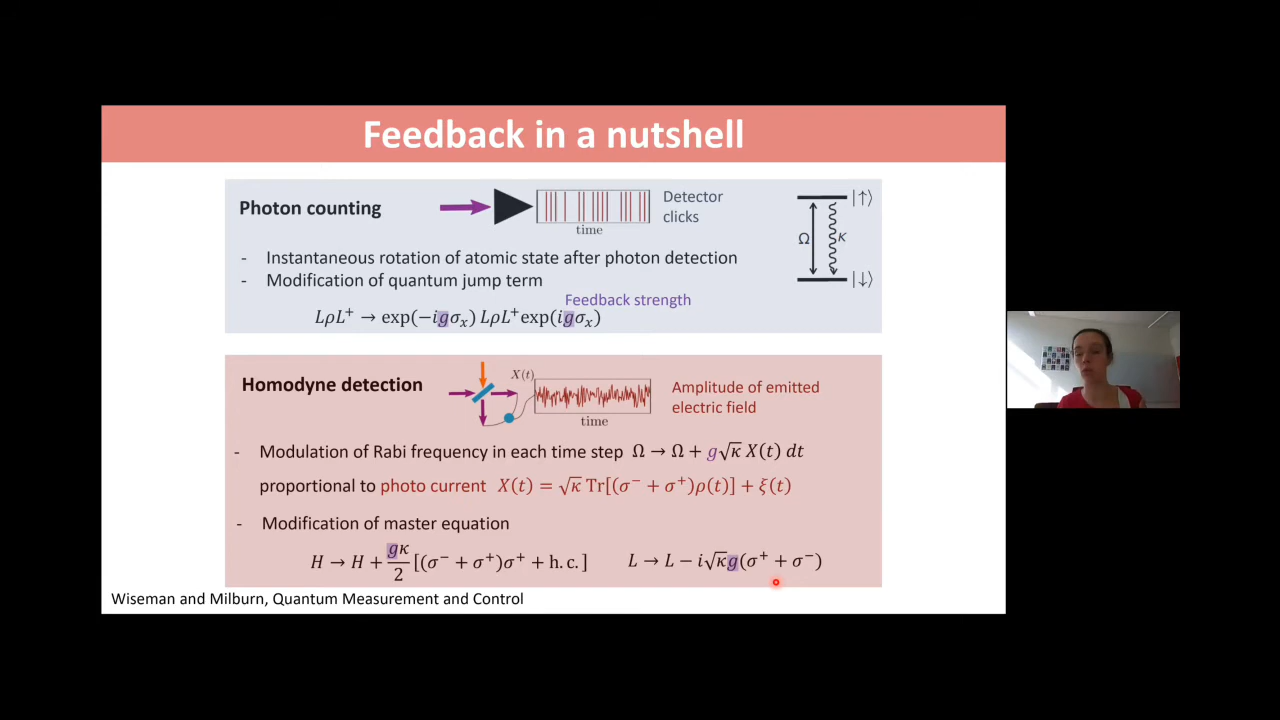 Feedback in a nutshell
Photon counting
Detector
clicks
time
|↑⟩
Ω
κ
|↓⟩
- Instantaneous rotation of atomic state after photon detection
- Modification of quantum jump term
Feedback strength
LρL⁺ → exp(−igσₓ) LρL⁺exp(igσₓ)
Homodyne detection
X(t)
time
Amplitude of emitted
electric field
- Modulation of Rabi frequency in each time step Ω → Ω + g√κ X(t) dt
proportional to photo current X(t) = √κ Tr[(σ⁻ + σ⁺)ρ(t)] + ξ(t)
- Modification of master equation
H → H + gκ/2 [(σ⁻ + σ⁺)σ⁺ + h.c.] L → L − i√κg(σ⁺ + σ⁻)
Wiseman and Milburn, Quantum Measurement and Control